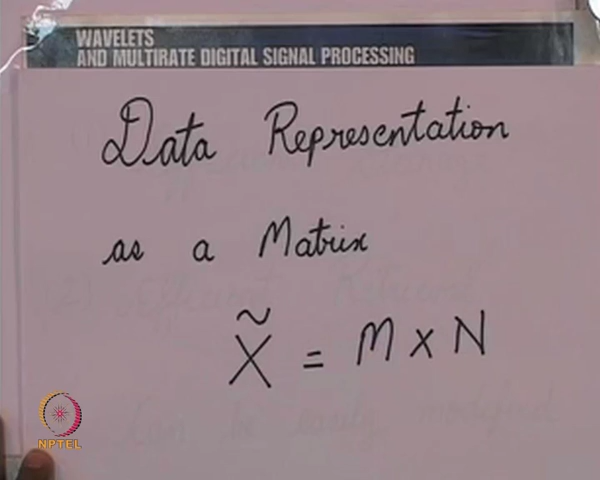 WAVELETS
AND MULTIRATE DIGITAL SIGNAL PROCESSING
Data Representation
as a Matrix
X̃ = M x N
NPTEL